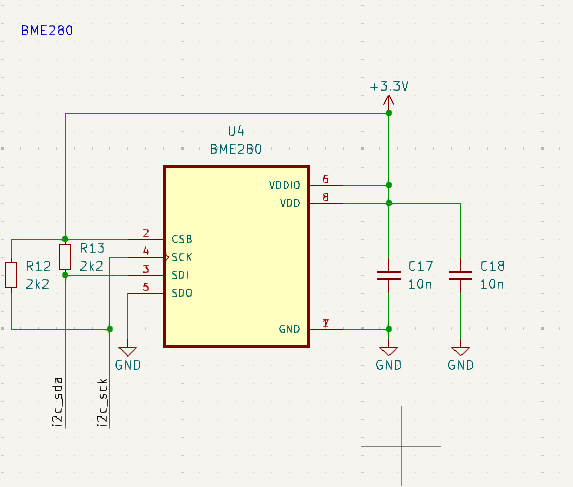 BME280
+3.3V
U4
BME280
6 VDDIO
8 VDD
2 CSB
4 SCK
3 SDI
5 SDO
GND
R13
2k2
R12
2k2
C17
10n
C18
10n
GND
GND
GND
i2c_sda
i2c_sck